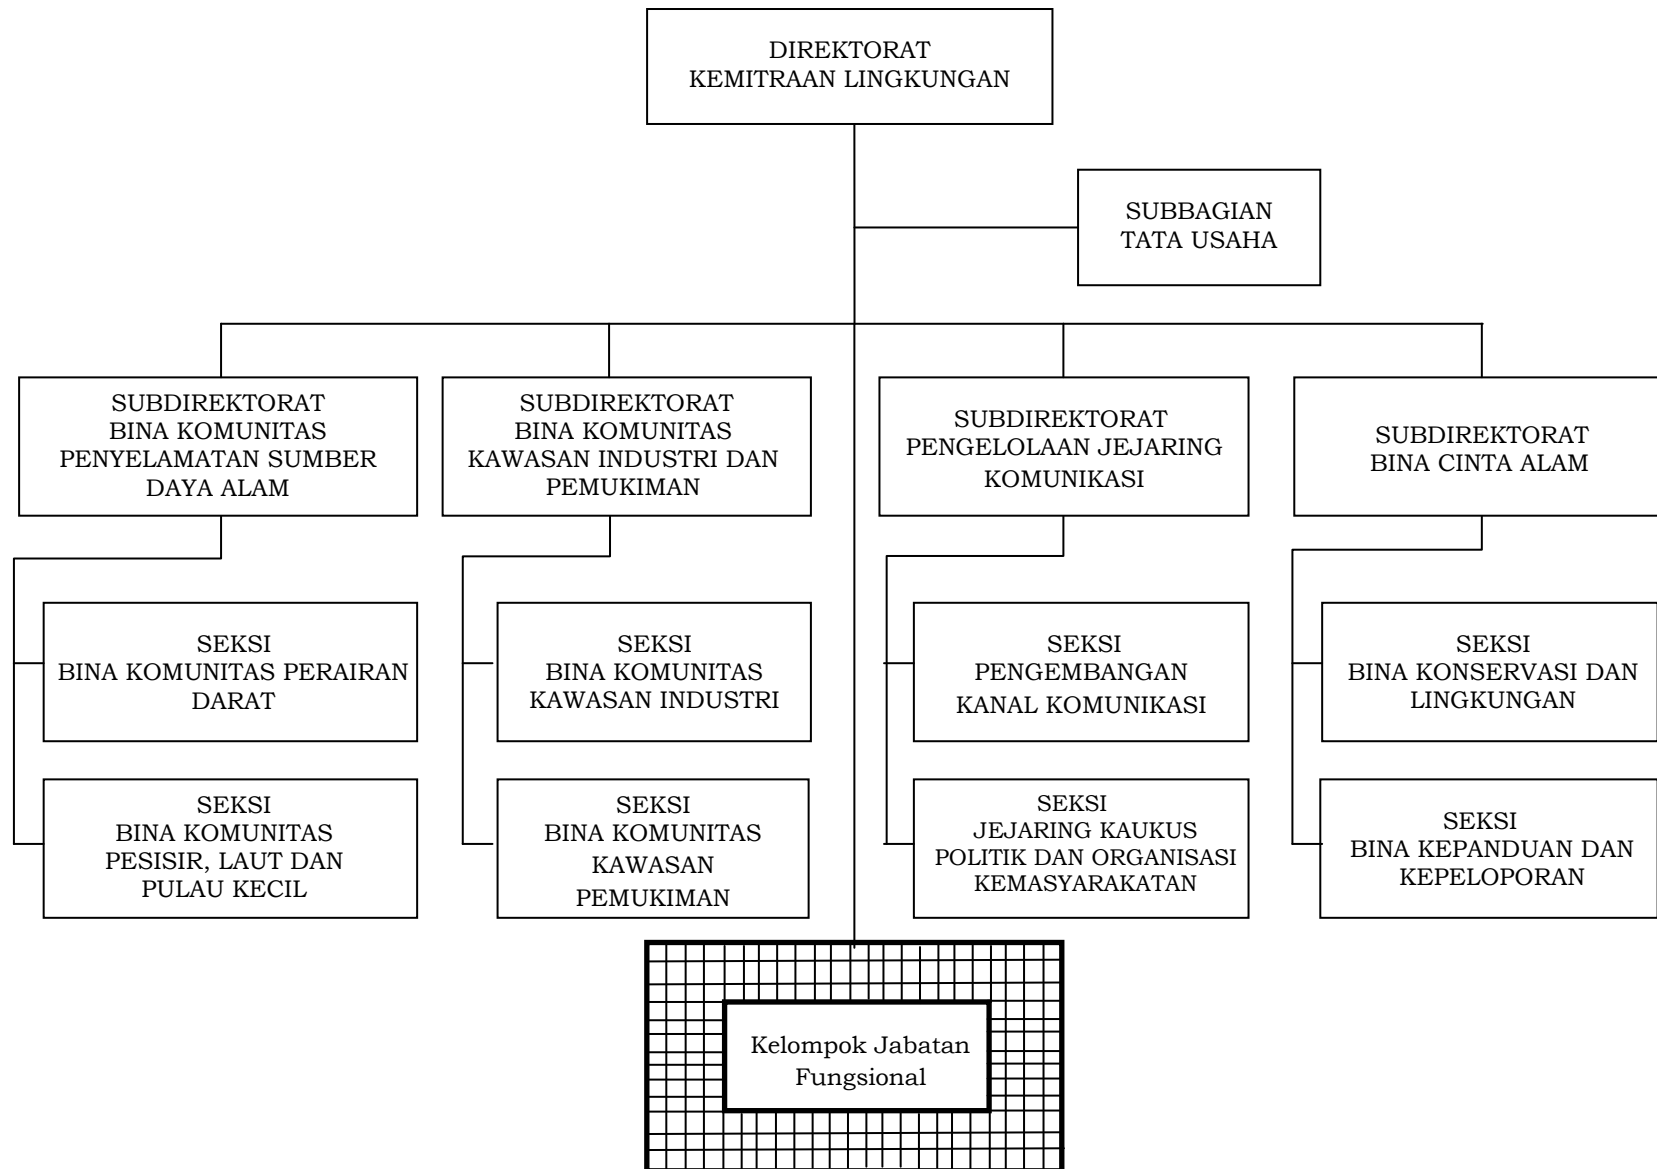 DIREKTORAT
KEMITRAAN LINGKUNGAN
SUBBAGIAN
TATA USAHA
SUBDIREKTORAT
BINA KOMUNITAS
PENYELAMATAN SUMBER
DAYA ALAM
SUBDIREKTORAT
BINA KOMUNITAS
KAWASAN INDUSTRI DAN
PEMUKIMAN
SUBDIREKTORAT
PENGELOLAAN JEJARING
KOMUNIKASI
SUBDIREKTORAT
BINA CINTA ALAM
SEKSI
BINA KOMUNITAS PERAIRAN
DARAT
SEKSI
BINA KOMUNITAS
KAWASAN INDUSTRI
SEKSI
PENGEMBANGAN
KANAL KOMUNIKASI
SEKSI
BINA KONSERVASI DAN
LINGKUNGAN
SEKSI
BINA KOMUNITAS
PESISIR, LAUT DAN
PULAU KECIL
SEKSI
BINA KOMUNITAS
KAWASAN
PEMUKIMAN
SEKSI
JEJARING KAUKUS
POLITIK DAN ORGANISASI
KEMASYARAKATAN
SEKSI
BINA KEPANDUAN DAN
KEPELOPORAN
Kelompok Jabatan
Fungsional